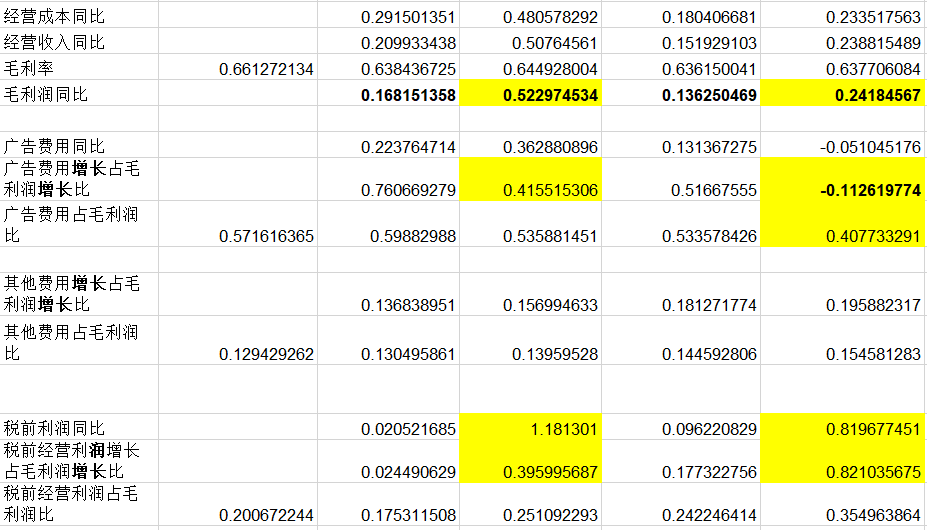 经营成本同比 0.291501351 0.480578292 0.180406681 0.233517563
经营收入同比 0.209933438 0.50764561 0.151929103 0.238815489
毛利率 0.661272134 0.638436725 0.644928004 0.636150041 0.637706084
毛利润同比 0.168151358 0.522974534 0.136250469 0.24184567
广告费用同比 0.223764714 0.362880896 0.131367275 -0.051045176
广告费用增长占毛
利润增长比 0.760669279 0.415515306 0.51667555 -0.112619774
广告费用占毛利润
比 0.571616365 0.59882988 0.535881451 0.533578426 0.407733291
其他费用增长占毛
利润增长比 0.136838951 0.156994633 0.181271774 0.195882317
其他费用占毛利润
比 0.129429262 0.130495861 0.13959528 0.144592806 0.154581283
税前利润同比 0.020521685 1.181301 0.096220829 0.819677451
税前经营利润增长
占毛利润增长比 0.024490629 0.395995687 0.177322756 0.821035675
税前经营利润占毛
利润比 0.200672244 0.175311508 0.251092293 0.242246414 0.354963864